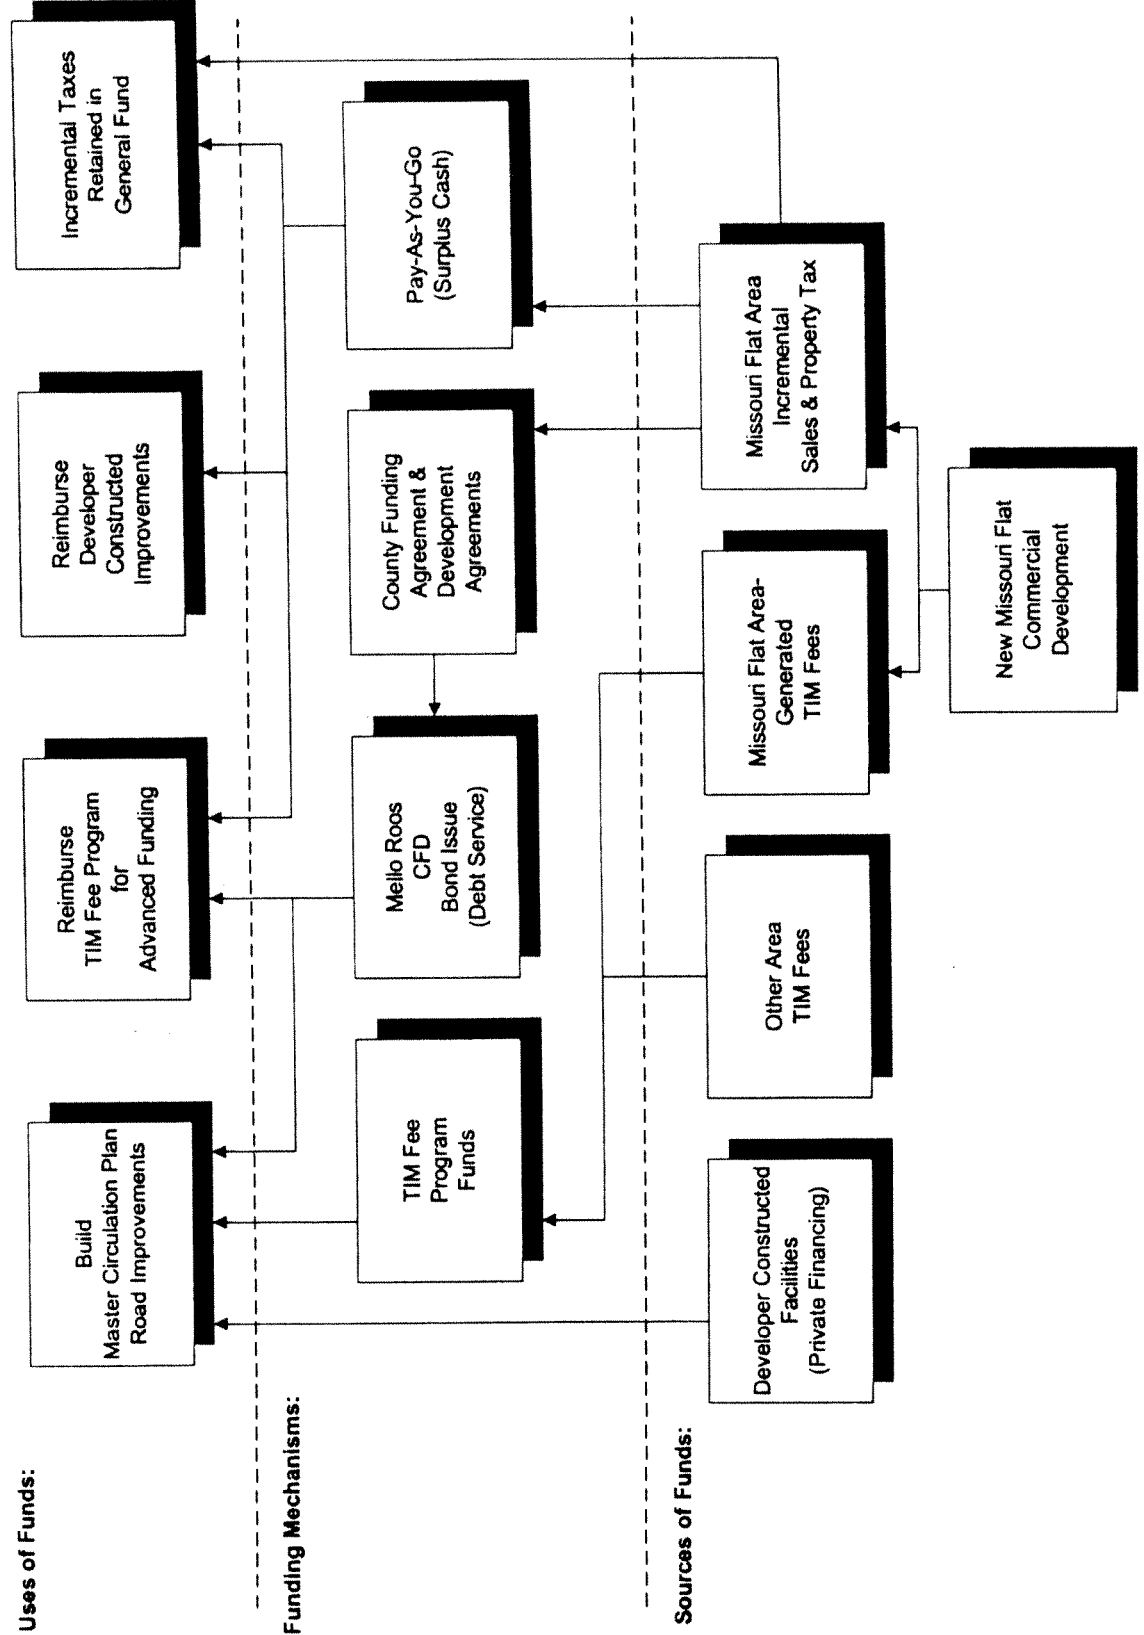 Uses of Funds:
Build
Master Circulation Plan
Road Improvements
Reimburse
TIM Fee Program
for
Advanced Funding
Reimburse
Developer
Constructed
Improvements
Incremental Taxes
Retained in
General Fund
Funding Mechanisms:
TIM Fee
Program
Funds
Mello Roos
CFD
Bond Issue
(Debt Service)
County Funding
Agreement &
Development
Agreements
Pay-As-You-Go
(Surplus Cash)
Sources of Funds:
Developer Constructed
Facilities
(Private Financing)
Other Area
TIM Fees
Missouri Flat Area-
Generated
TIM Fees
Missouri Flat Area
Incremental
Sales & Property Tax
New Missouri Flat
Commercial
Development